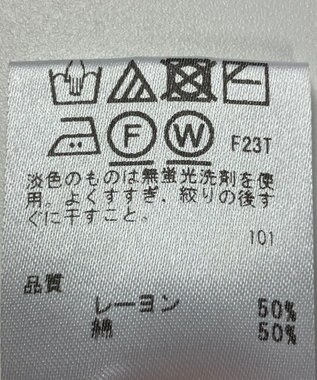 F W F23T
淡色のものは無蛍光洗剤を使
用。よくすすぎ、絞りの後す
ぐに干すこと。
101
品質
レーヨン 50%
綿 50%